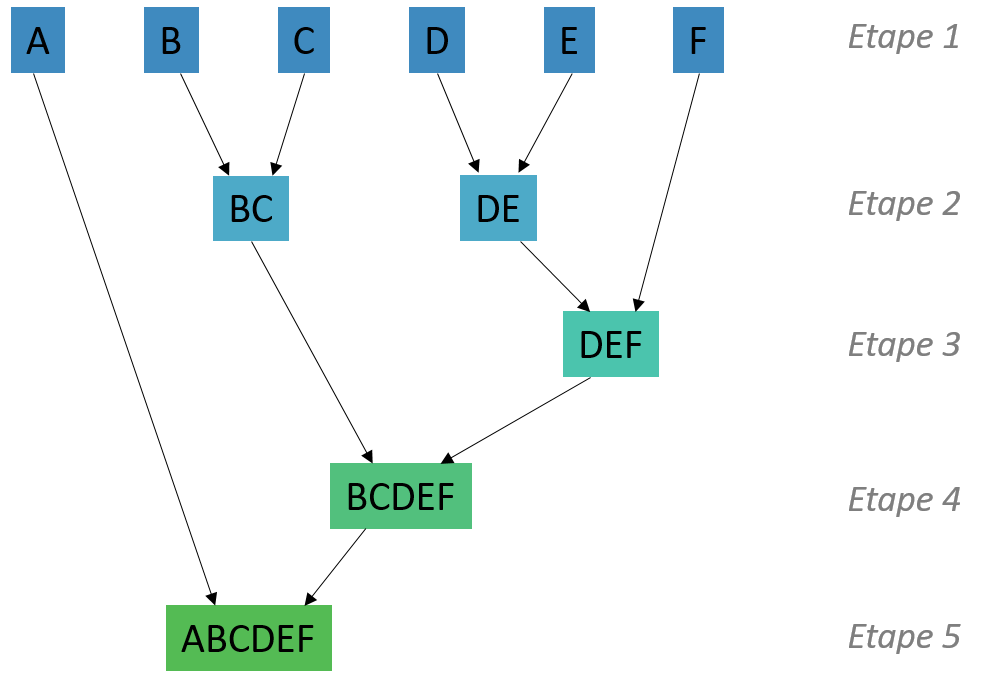 A B C D E F Etape 1
BC DE Etape 2
DEF Etape 3
BCDEF Etape 4
ABCDEF Etape 5